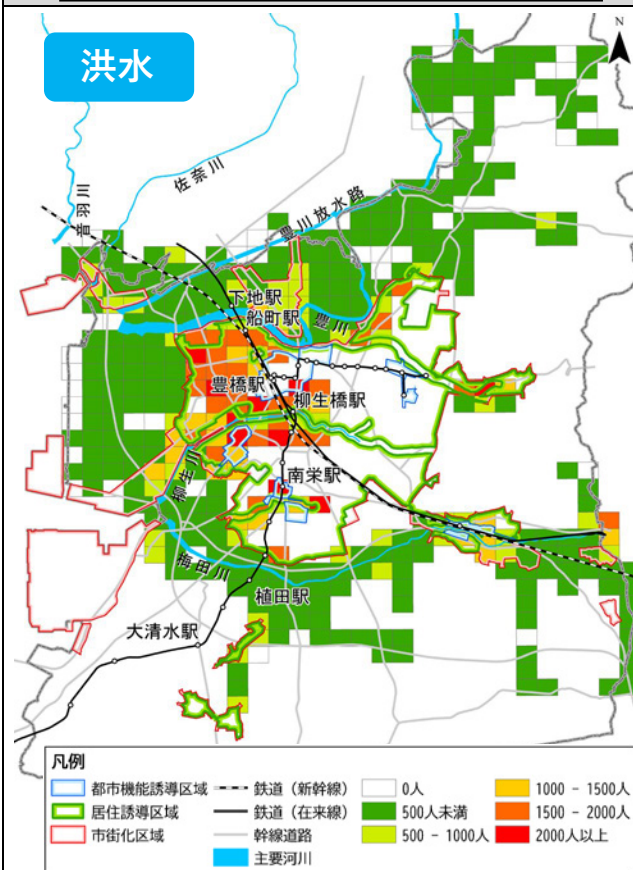 洪水
N
佐奈川
音羽川
豊川放水路
下地駅
船町駅
豊川
豊橋駅
柳生橋駅
南栄駅
柳生川
梅田川
植田駅
大清水駅
凡例
都市機能誘導区域
鉄道（新幹線）
0人
1000 - 1500人
居住誘導区域
鉄道（在来線）
500人未満
1500 - 2000人
市街化区域
幹線道路
500 - 1000人
2000人以上
主要河川